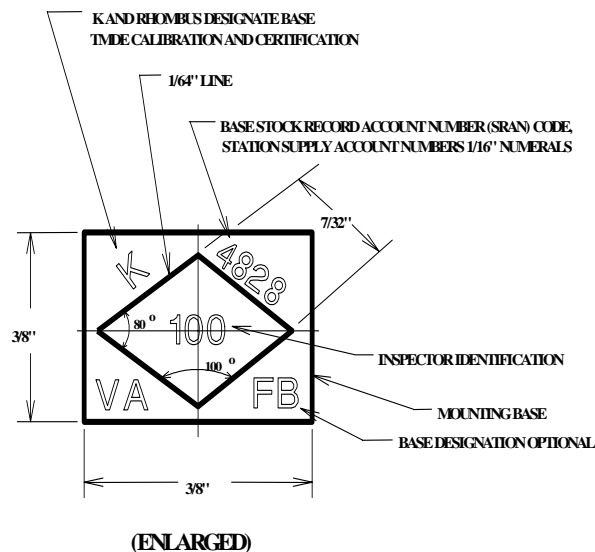 K AND RHOMBUS DESIGNATE BASE
TMDE CALIBRATION AND CERTIFICATION
1/64" LINE
BASE STOCK RECORD ACCOUNT NUMBER (SRAN) CODE,
STATION SUPPLY ACCOUNT NUMBERS 1/16" NUMERALS
7/32"
K
4828
3/8"
80 °
100
INSPECTOR IDENTIFICATION
100 °
VA
FB
MOUNTING BASE
BASE DESIGNATION OPTIONAL
3/8"
(ENLARGED)